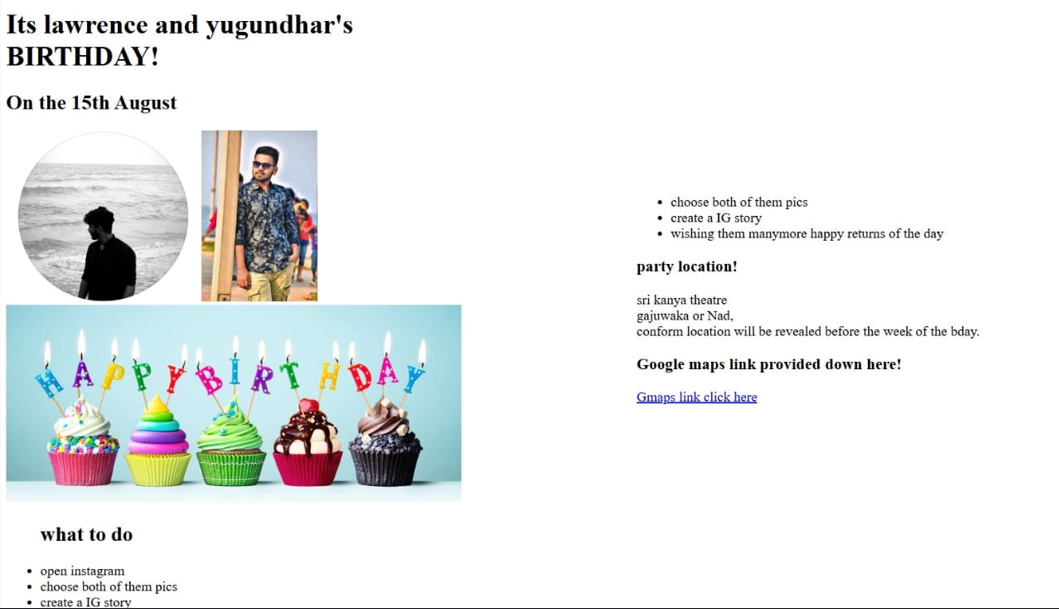 Its lawrence and yugundhar's
BIRTHDAY!
On the 15th August
HAPPY BIRTHDAY
what to do
open instagram
choose both of them pics
create a IG story
choose both of them pics
create a IG story
wishing them manymore happy returns of the day
party location!
sri kanya theatre
gajuwaka or Nad,
conform location will be revealed before the week of the bday.
Google maps link provided down here!
Gmaps link click here